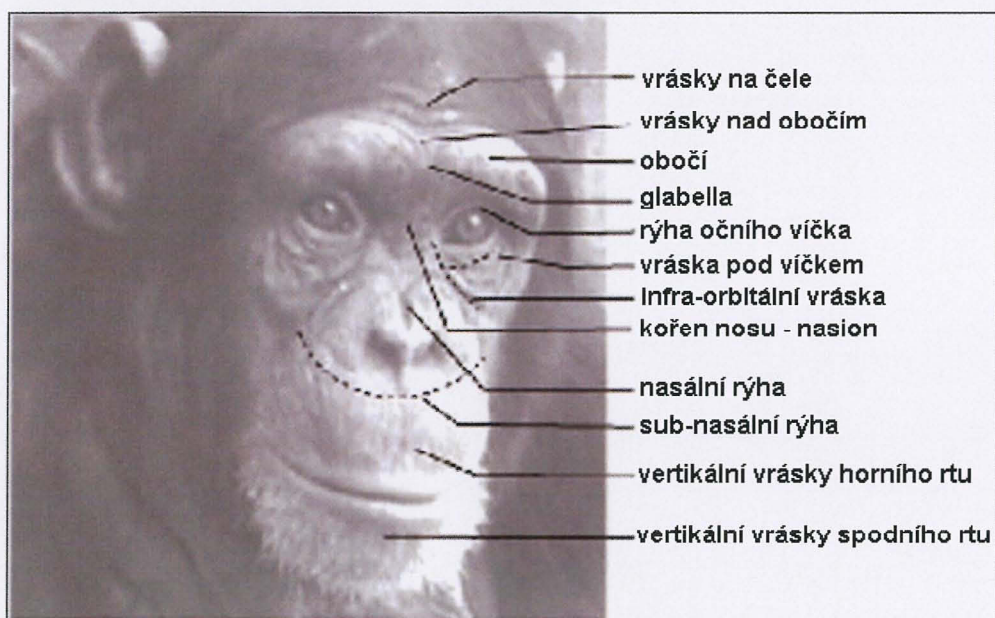 vrásky na čele
vrásky nad obočím
obočí
glabella
rýha očního víčka
vráska pod víčkem
infra-orbitální vráska
kořen nosu - nasion
nasální rýha
sub-nasální rýha
vertikální vrásky horního rtu
vertikální vrásky spodního rtu